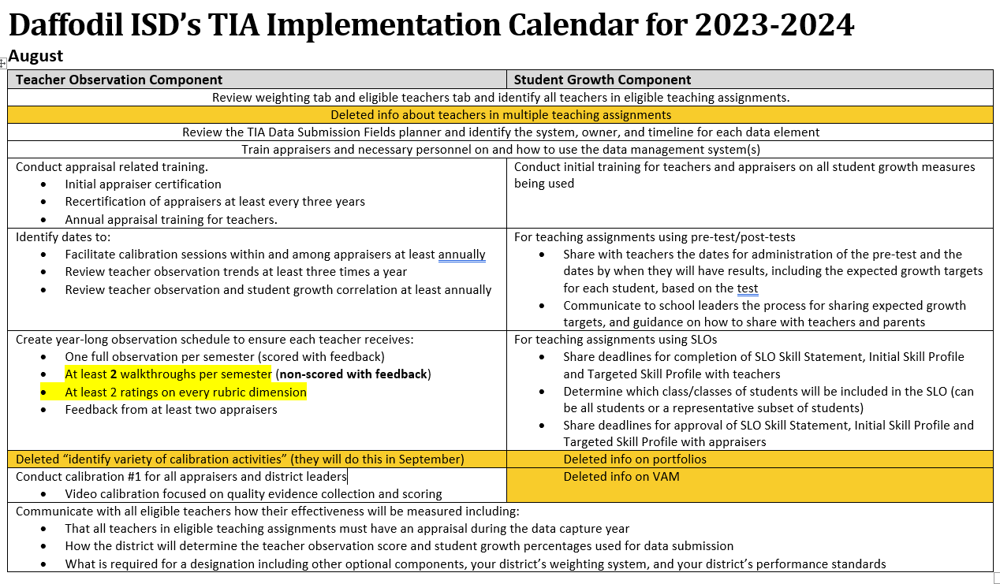 Daffodil ISD’s TIA Implementation Calendar for 2023-2024
August
Teacher Observation Component
Student Growth Component
Review weighting tab and eligible teachers tab and identify all teachers in eligible teaching assignments.
Deleted info about teachers in multiple teaching assignments
Review the TIA Data Submission Fields planner and identify the system, owner, and timeline for each data element
Train appraisers and necessary personnel on and how to use the data management system(s)
Conduct appraisal related training.
• Initial appraiser certification
• Recertification of appraisers at least every three years
• Annual appraisal training for teachers.
Conduct initial training for teachers and appraisers on all student growth measures
being used
Identify dates to:
• Facilitate calibration sessions within and among appraisers at least annually
• Review teacher observation trends at least three times a year
• Review teacher observation and student growth correlation at least annually
For teaching assignments using pre-test/post-tests
• Share with teachers the dates for administration of the pre-test and the
dates by when they will have results, including the expected growth targets
for each student, based on the test
• Communicate to school leaders the process for sharing expected growth
targets, and guidance on how to share with teachers and parents
Create year-long observation schedule to ensure each teacher receives:
• One full observation per semester (scored with feedback)
• At least 2 walkthroughs per semester (non-scored with feedback)
• At least 2 ratings on every rubric dimension
• Feedback from at least two appraisers
For teaching assignments using SLOs
• Share deadlines for completion of SLO Skill Statement, Initial Skill Profile
and Targeted Skill Profile with teachers
• Determine which class/classes of students will be included in the SLO (can
be all students or a representative subset of students)
• Share deadlines for approval of SLO Skill Statement, Initial Skill Profile and
Targeted Skill Profile with appraisers
Deleted “identify variety of calibration activities” (they will do this in September)
Deleted info on portfolios
Conduct calibration #1 for all appraisers and district leaders
• Video calibration focused on quality evidence collection and scoring
Deleted info on VAM
Communicate with all eligible teachers how their effectiveness will be measured including:
• That all teachers in eligible teaching assignments must have an appraisal during the data capture year
• How the district will determine the teacher observation score and student growth percentages used for data submission
• What is required for a designation including other optional components, your district’s weighting system, and your district’s performance standards